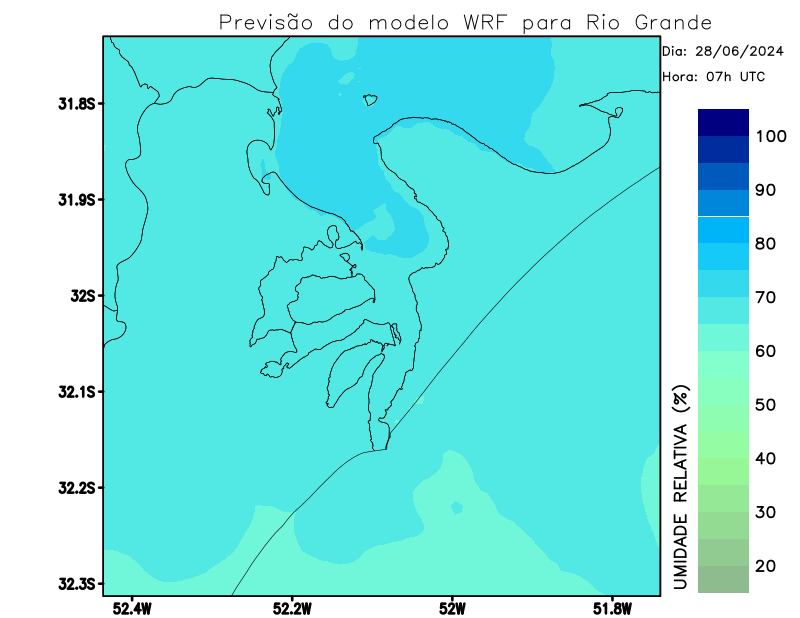 Previsão do modelo WRF para Rio Grande
Dia: 28/06/2024
Hora: 07h UTC
31.8S
31.9S
32S
32.1S
32.2S
32.3S
52.4W
52.2W
52W
51.8W
100
90
80
70
60
50
40
30
20
UMIDADE RELATIVA (%)